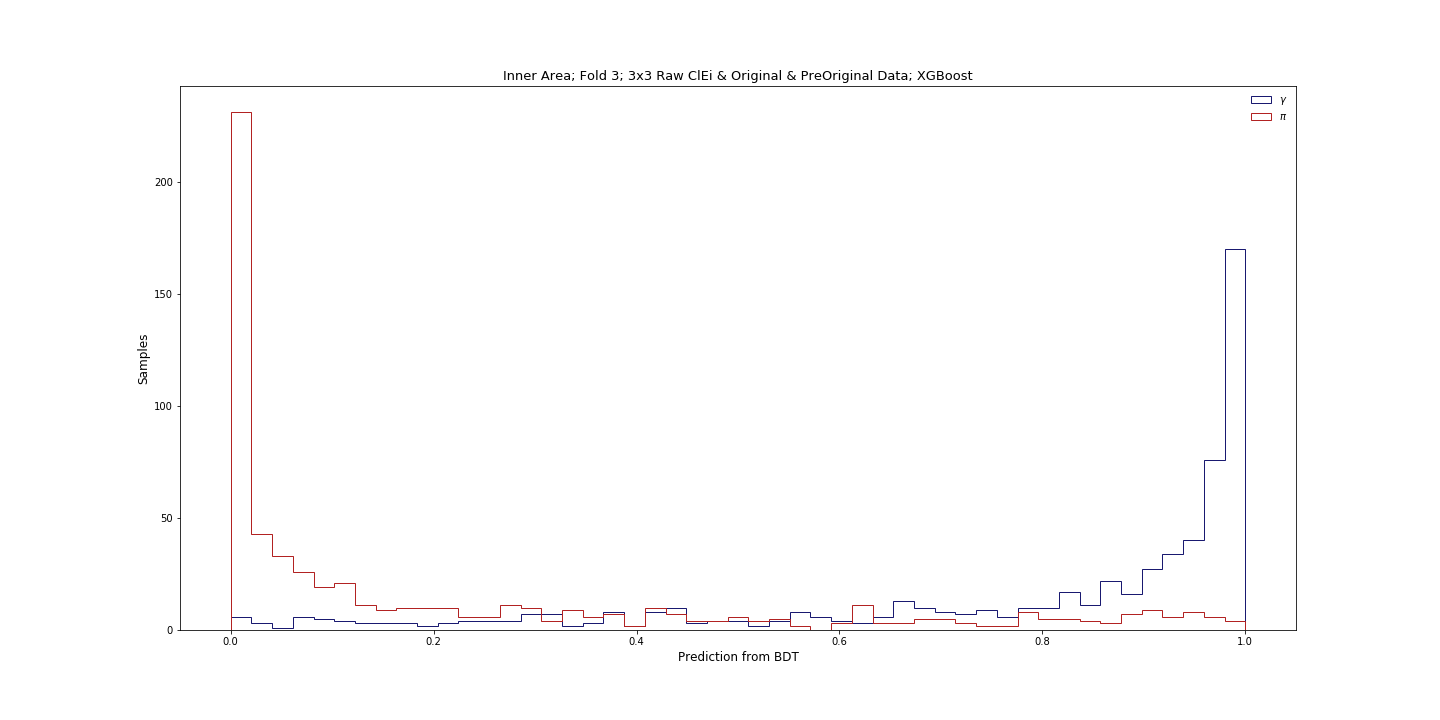 Inner Area; Fold 3; 3x3 Raw ClEi & Original & PreOriginal Data; XGBoost
γ
π
200
150
100
50
0
Samples
0.0 0.2 0.4 0.6 0.8 1.0
Prediction from BDT